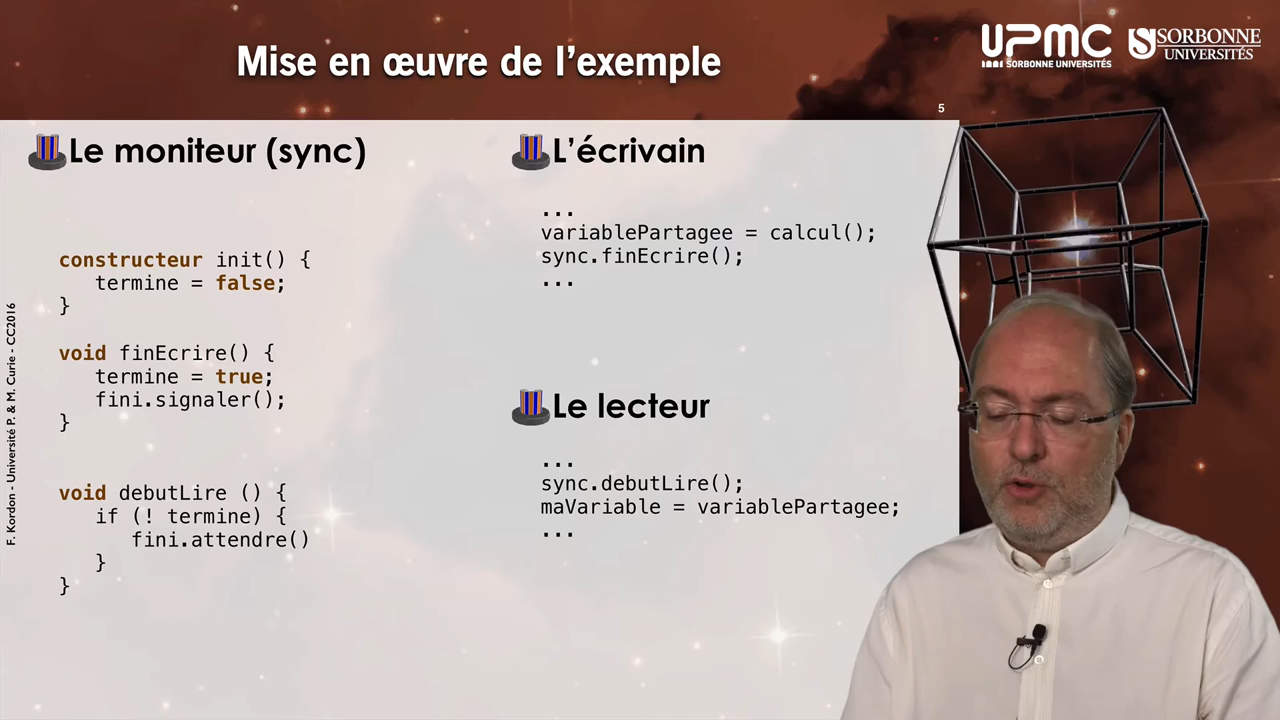 Mise en œuvre de l'exemple
UPMC
SORBONNE UNIVERSITÉS
SORBONNE
UNIVERSITÉS
5
Le moniteur (sync)
constructeur init() {
termine = false;
}
void finEcrire() {
termine = true;
fini.signaler();
}
void debutLire () {
if (! termine) {
fini.attendre()
}
}
L'écrivain
...
variablePartagee = calcul();
sync.finEcrire();
...
Le lecteur
...
sync.debutLire();
maVariable = variablePartagee;
...
F. Kordon - Université P. & M. Curie - CC2016